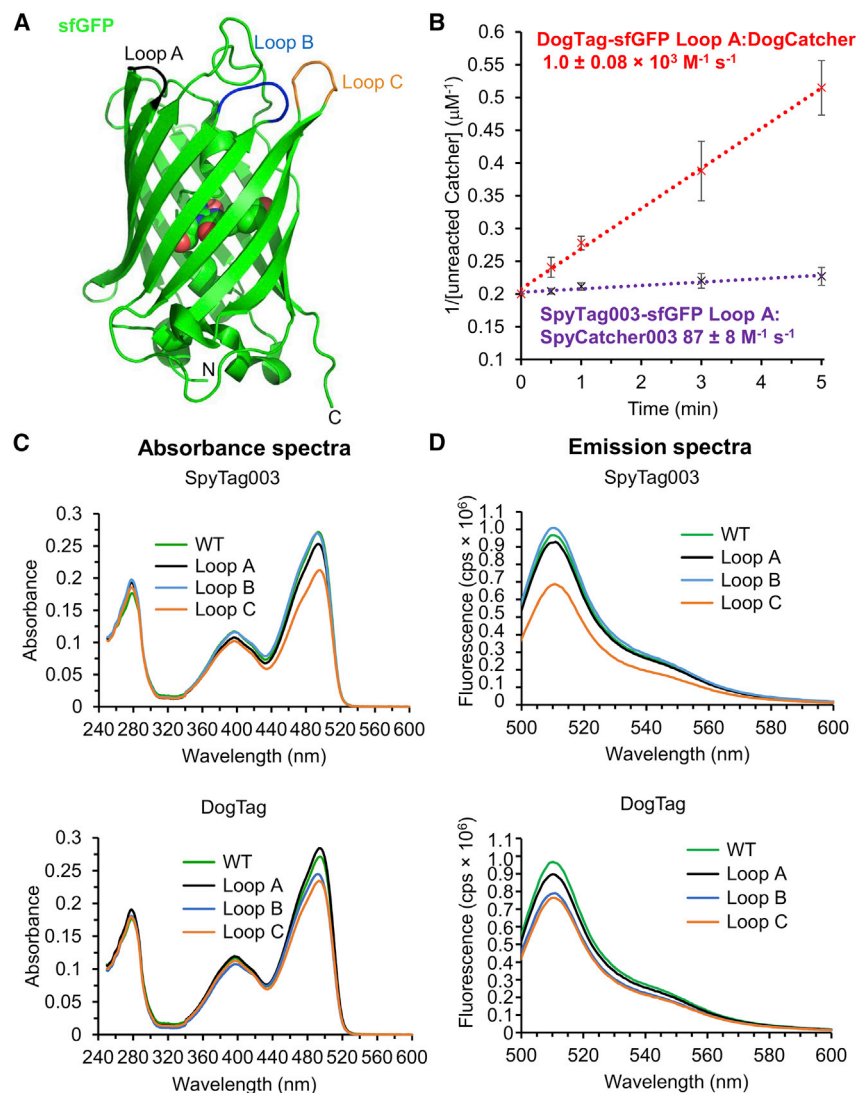 A
sfGFP
Loop A
Loop B
Loop C
N
C
B
DogTag-sfGFP Loop A:DogCatcher
1.0 ± 0.08 × 10³ M⁻¹ s⁻¹
1/[unreacted Catcher] (μM⁻¹)
0.6
0.55
0.5
0.45
0.4
0.35
0.3
0.25
0.2
0.15
0.1
SpyTag003-sfGFP Loop A:
SpyCatcher003 87 ± 8 M⁻¹ s⁻¹
0 1 2 3 4 5
Time (min)
C
Absorbance spectra
SpyTag003
Absorbance
0.3
0.25
0.2
0.15
0.1
0.05
0
WT
Loop A
Loop B
Loop C
240 280 320 360 400 440 480 520 560 600
Wavelength (nm)
DogTag
Absorbance
0.3
0.25
0.2
0.15
0.1
0.05
0
WT
Loop A
Loop B
Loop C
240 280 320 360 400 440 480 520 560 600
Wavelength (nm)
D
Emission spectra
SpyTag003
Fluorescence (cps × 10⁶)
1.1
1.0
0.9
0.8
0.7
0.6
0.5
0.4
0.3
0.2
0.1
0
WT
Loop A
Loop B
Loop C
500 520 540 560 580 600
Wavelength (nm)
DogTag
Fluorescence (cps × 10⁶)
1.1
1.0
0.9
0.8
0.7
0.6
0.5
0.4
0.3
0.2
0.1
0
WT
Loop A
Loop B
Loop C
500 520 540 560 580 600
Wavelength (nm)